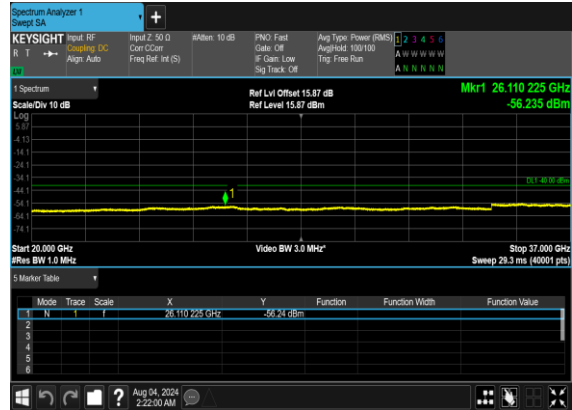 Spectrum Analyzer 1
Swept SA
+
KEYSIGHT Input: RF Input Z: 50 Ω #Atten: 10 dB PNO: Fast Avg Type: Power (RMS) 1 2 3 4 5 6
R T Coupling: DC Corr CCorr Gate: Off Avg|Hold: 100/100 A W W W W W
Align: Auto Freq Ref: Int (S) IF Gain: Low Trig: Free Run
LW Sig Track: Off A N N N N N
1 Spectrum Ref Lvl Offset 15.87 dB Mkr1 26.110 225 GHz
Scale/Div 10 dB Ref Level 15.87 dBm -56.235 dBm
Log
5.87
-4.13
-14.1
-24.1
-34.1
DL1 -40.00 dBm
-44.1
1
-54.1
-64.1
-74.1
Start 20.000 GHz Video BW 3.0 MHz* Stop 37.000 GHz
#Res BW 1.0 MHz Sweep 29.3 ms (40001 pts)
5 Marker Table
Mode Trace Scale X Y Function Function Width Function Value
1 N 1 f 26.110 225 GHz -56.24 dBm
2
3
4
5
6
? Aug 04, 2024
2:22:00 AM